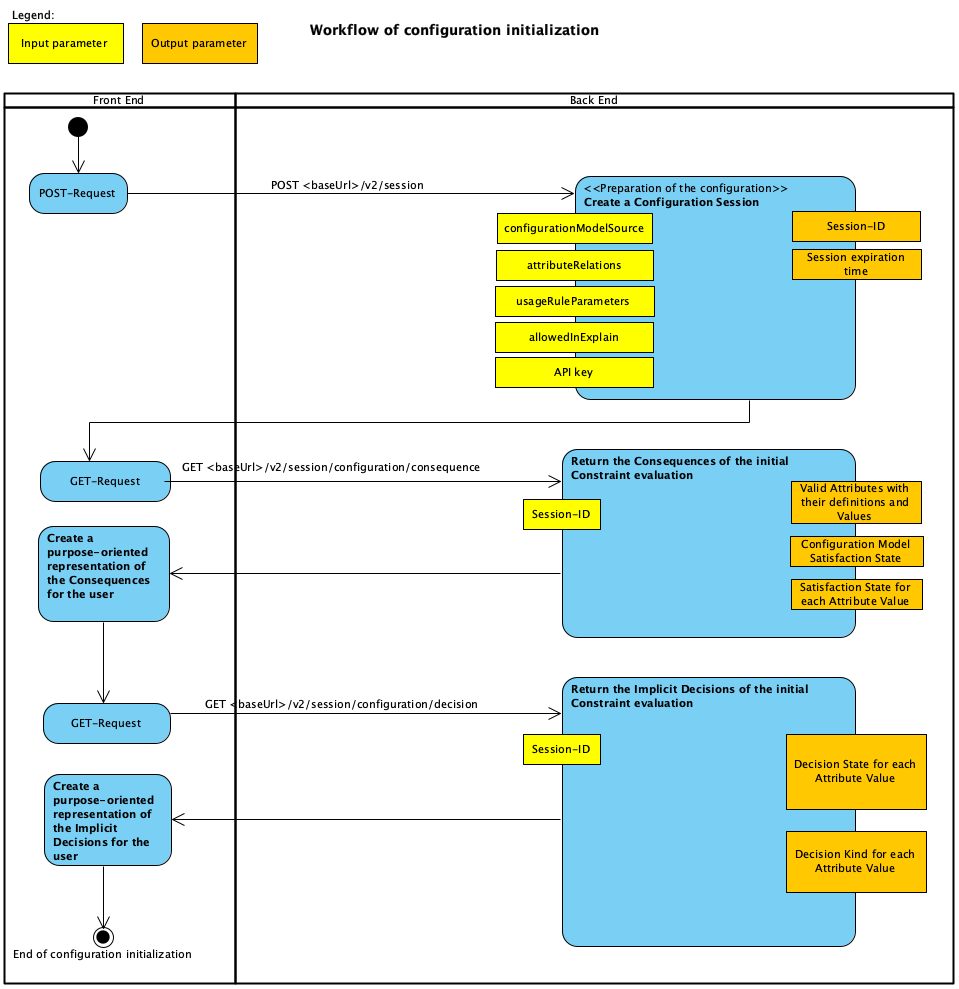 Legend:
Input parameter
Output parameter
Workflow of configuration initialization
Front End
Back End
POST-Request
POST <baseUrl>/v2/session
<<Preparation of the configuration>>
Create a Configuration Session
configurationModelSource
attributeRelations
usageRuleParameters
allowedInExplain
API key
Session-ID
Session expiration
time
GET-Request
GET <baseUrl>/v2/session/configuration/consequence
Return the Consequences of the initial
Constraint evaluation
Session-ID
Valid Attributes with
their definitions and
Values
Configuration Model
Satisfaction State
Satisfaction State for
each Attribute Value
Create a
purpose-oriented
representation of
the Consequences
for the user
GET-Request
GET <baseUrl>/v2/session/configuration/decision
Return the Implicit Decisions of the initial
Constraint evaluation
Session-ID
Decision State for each
Attribute Value
Decision Kind for each
Attribute Value
Create a
purpose-oriented
representation of
the Implicit
Decisions for the
user
End of configuration initialization